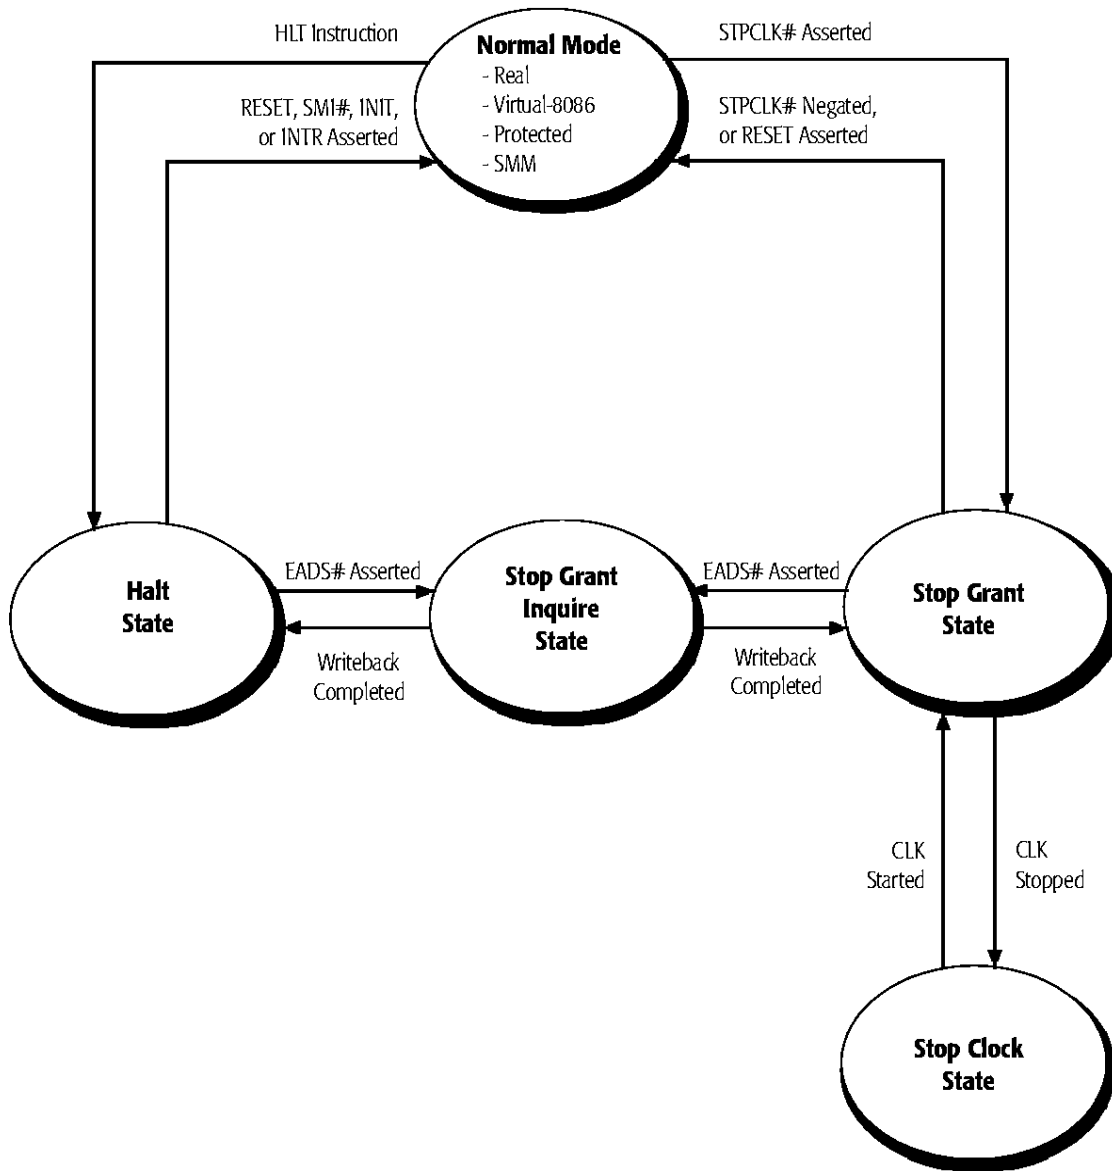 HLT Instruction
Normal Mode
- Real
- Virtual-8086
- Protected
- SMM
STPCLK# Asserted
RESET, SMI#, INIT,
or INTR Asserted
STPCLK# Negated,
or RESET Asserted
Halt
State
EADS# Asserted
Writeback
Completed
Stop Grant
Inquire
State
EADS# Asserted
Writeback
Completed
Stop Grant
State
CLK
Started
CLK
Stopped
Stop Clock
State